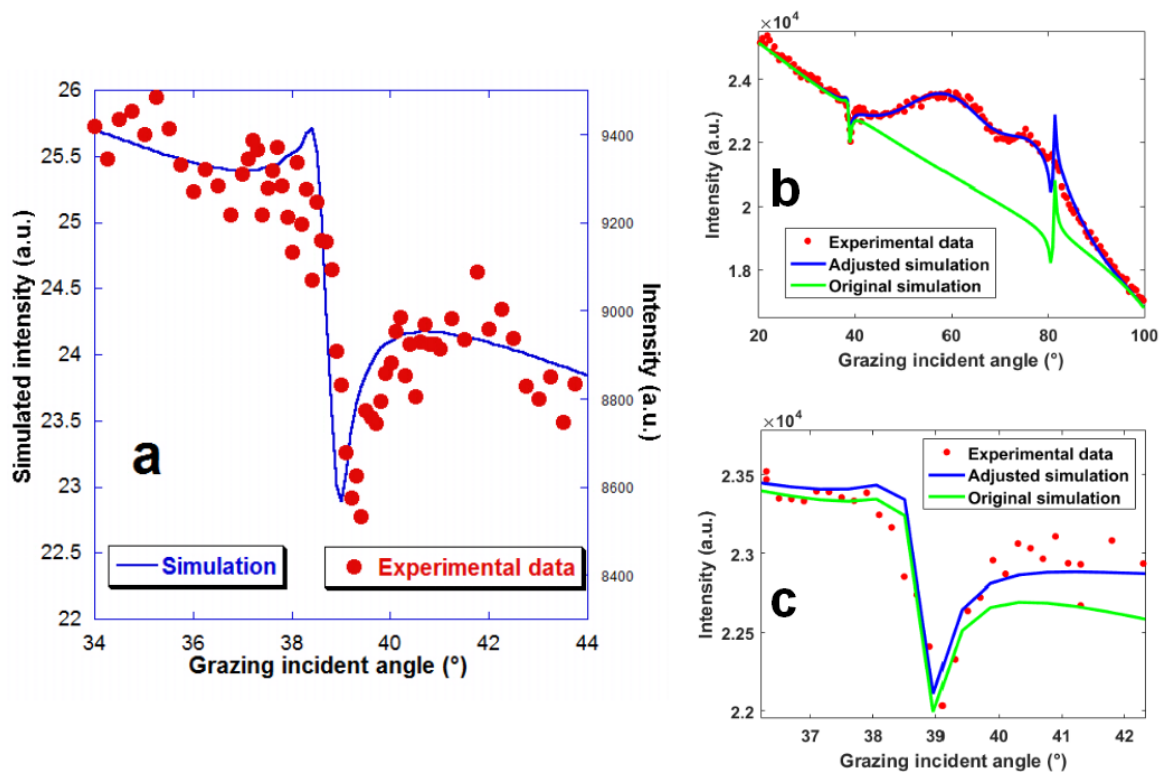 26
25.5
25
24.5
24
23.5
23
22.5
22
Simulated intensity (a.u.)
9400
9200
9000
8800
8600
8400
Intensity (a.u.)
a
Simulation
Experimental data
34 36 38 40 42 44
Grazing incident angle (°)
×10⁴
2.4
2.2
2
1.8
Intensity (a.u.)
b
Experimental data
Adjusted simulation
Original simulation
20 40 60 80 100
Grazing incident angle (°)
×10⁴
2.35
2.3
2.25
2.2
Intensity (a.u.)
Experimental data
Adjusted simulation
Original simulation
c
37 38 39 40 41 42
Grazing incident angle (°)